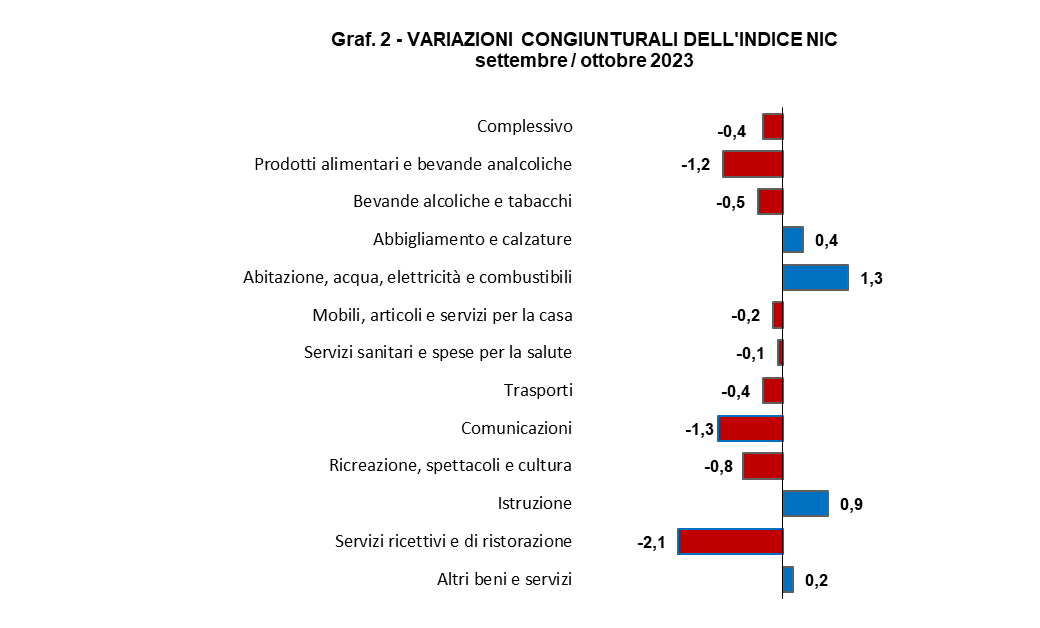 Graf. 2 - VARIAZIONI CONGIUNTURALI DELL'INDICE NIC
settembre / ottobre 2023
Complessivo -0,4
Prodotti alimentari e bevande analcoliche -1,2
Bevande alcoliche e tabacchi -0,5
Abbigliamento e calzature 0,4
Abitazione, acqua, elettricità e combustibili 1,3
Mobili, articoli e servizi per la casa -0,2
Servizi sanitari e spese per la salute -0,1
Trasporti -0,4
Comunicazioni -1,3
Ricreazione, spettacoli e cultura -0,8
Istruzione 0,9
Servizi ricettivi e di ristorazione -2,1
Altri beni e servizi 0,2